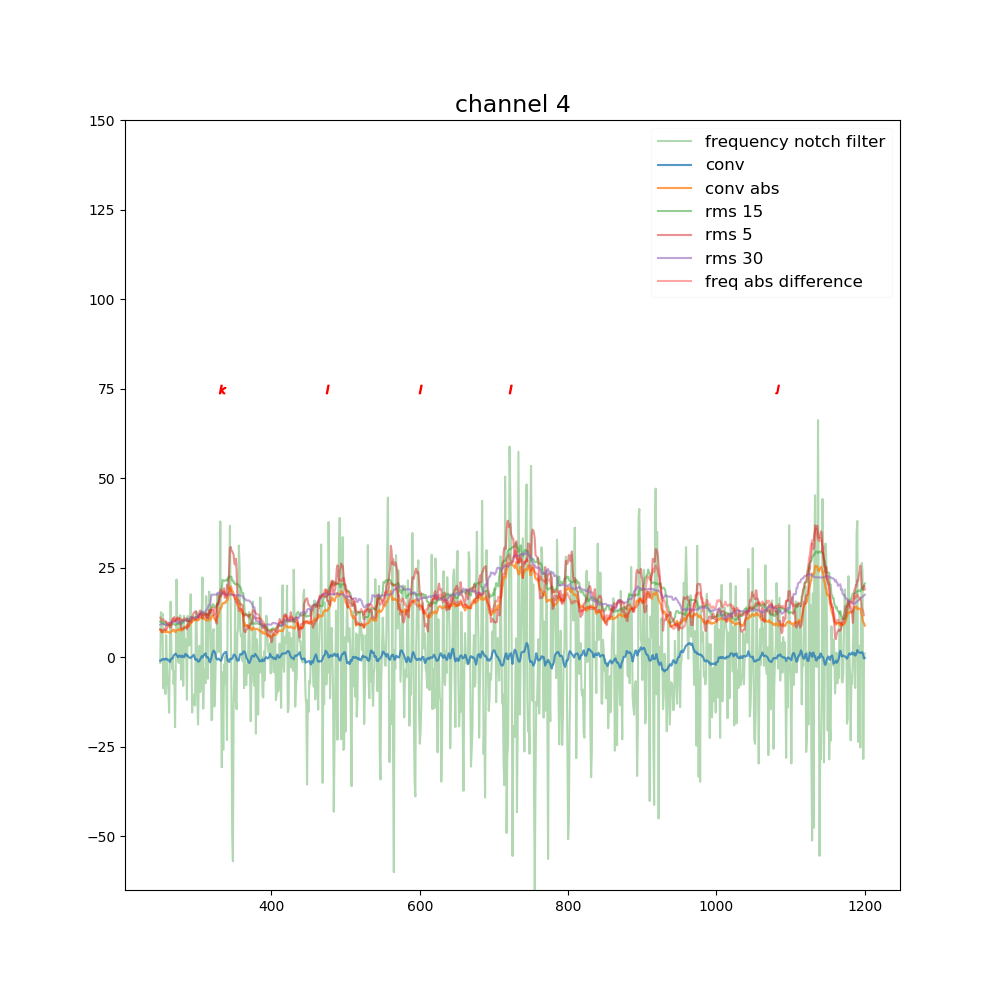 channel 4
150
125
100
75
50
25
0
−25
−50
frequency notch filter
conv
conv abs
rms 15
rms 5
rms 30
freq abs difference
k l l l J
400 600 800 1000 1200